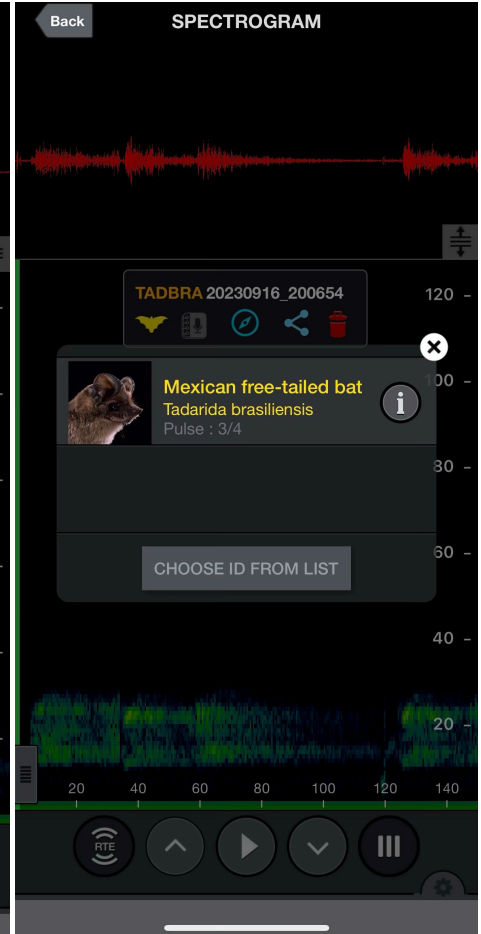 Back
SPECTROGRAM
TADBRA 20230916_200654
120
Mexican free-tailed bat
Tadarida brasiliensis
Pulse : 3/4
i
100
80
CHOOSE ID FROM LIST
60
40
20
20 40 60 80 100 120 140
RTE